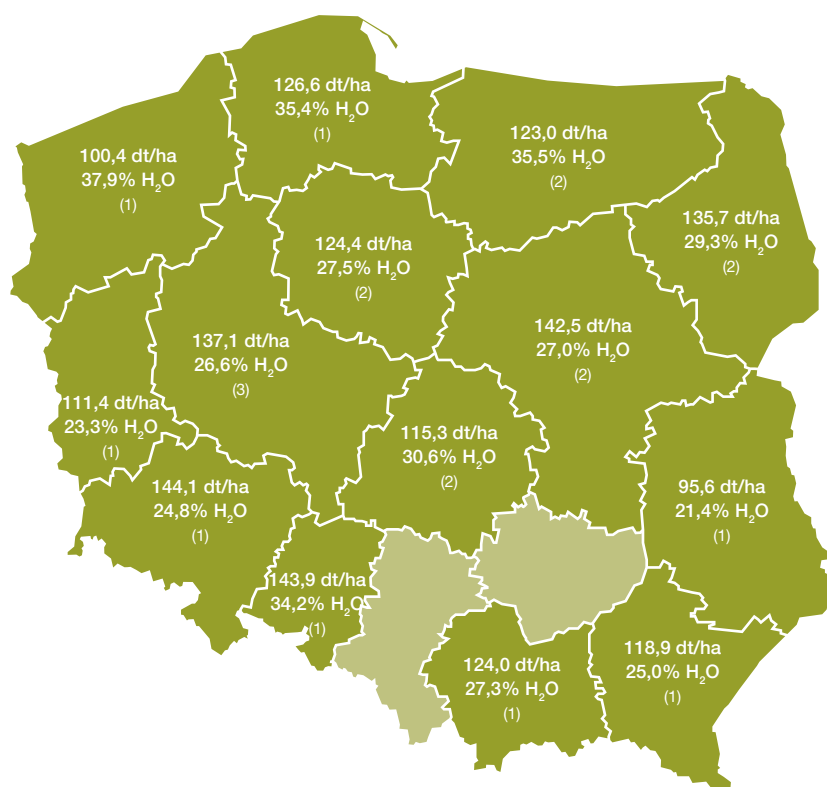 126,6 dt/ha
35,4% H₂O
(1)
123,0 dt/ha
35,5% H₂O
(2)
100,4 dt/ha
37,9% H₂O
(1)
135,7 dt/ha
29,3% H₂O
(2)
124,4 dt/ha
27,5% H₂O
(2)
142,5 dt/ha
27,0% H₂O
(2)
137,1 dt/ha
26,6% H₂O
(3)
111,4 dt/ha
23,3% H₂O
(1)
115,3 dt/ha
30,6% H₂O
(2)
144,1 dt/ha
24,8% H₂O
(1)
95,6 dt/ha
21,4% H₂O
(1)
143,9 dt/ha
34,2% H₂O
(1)
124,0 dt/ha
27,3% H₂O
(1)
118,9 dt/ha
25,0% H₂O
(1)